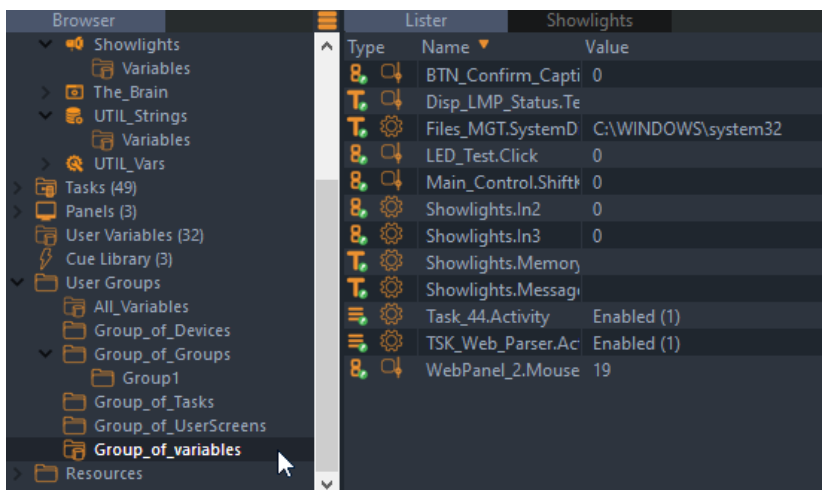 Browser
Showlights
Variables
The_Brain
UTIL_Strings
Variables
UTIL_Vars
Tasks (49)
Panels (3)
User Variables (32)
Cue Library (3)
User Groups
All_Variables
Group_of_Devices
Group_of_Groups
Group1
Group_of_Tasks
Group_of_UserScreens
Group_of_variables
Resources
Lister Showlights
Type Name Value
BTN_Confirm_Capti 0
Disp_LMP_Status.Te
Files_MGT.SystemD C:\WINDOWS\system32
LED_Test.Click 0
Main_Control.Shift 0
Showlights.In2 0
Showlights.In3 0
Showlights.Memory
Showlights.Messag
Task_44.Activity Enabled (1)
TSK_Web_Parser.Ac Enabled (1)
WebPanel_2.Mouse 19